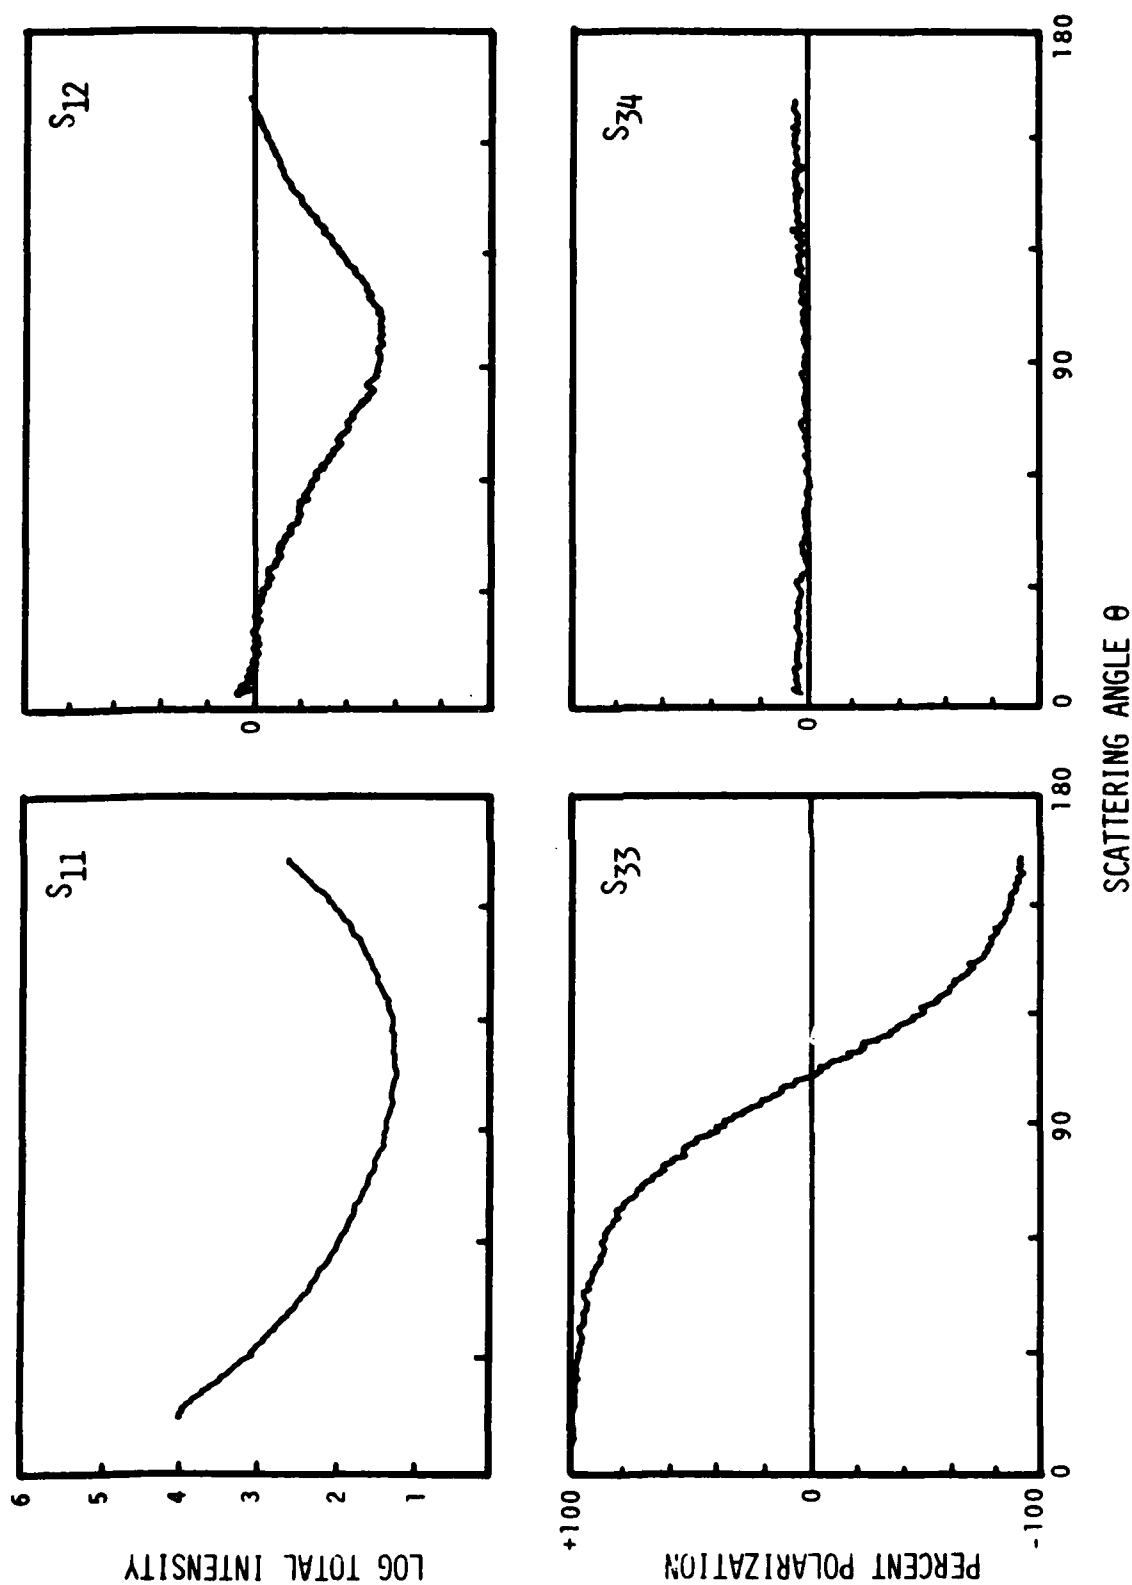 S11
S12
6
5
4
3
2
1
0
LOG TOTAL INTENSITY
S33
S34
+100
0
-100
0
PERCENT POLARIZATION
0
90
180
0
90
180
SCATTERING ANGLE θ